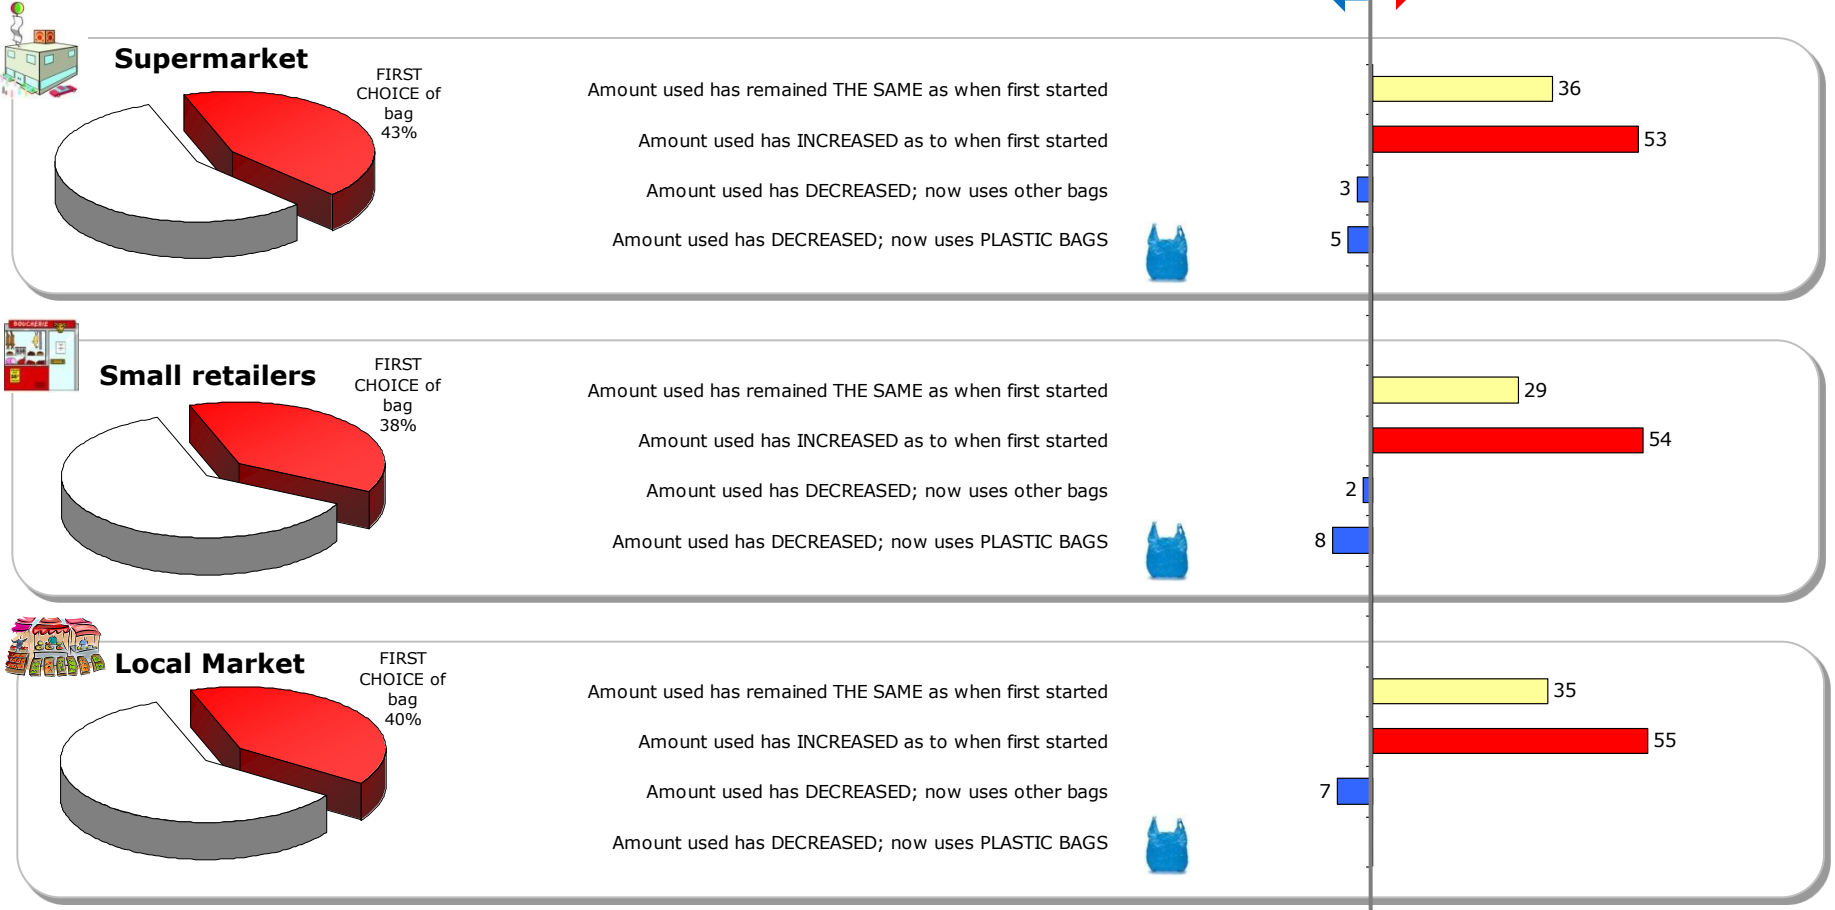 Supermarket
FIRST
CHOICE of
bag
43%
Amount used has remained THE SAME as when first started
36
Amount used has INCREASED as to when first started
53
Amount used has DECREASED; now uses other bags
3
Amount used has DECREASED; now uses PLASTIC BAGS
5
BOUCHERIE
Small retailers
FIRST
CHOICE of
bag
38%
Amount used has remained THE SAME as when first started
29
Amount used has INCREASED as to when first started
54
Amount used has DECREASED; now uses other bags
2
Amount used has DECREASED; now uses PLASTIC BAGS
8
Local Market
FIRST
CHOICE of
bag
40%
Amount used has remained THE SAME as when first started
35
Amount used has INCREASED as to when first started
55
Amount used has DECREASED; now uses other bags
7
Amount used has DECREASED; now uses PLASTIC BAGS